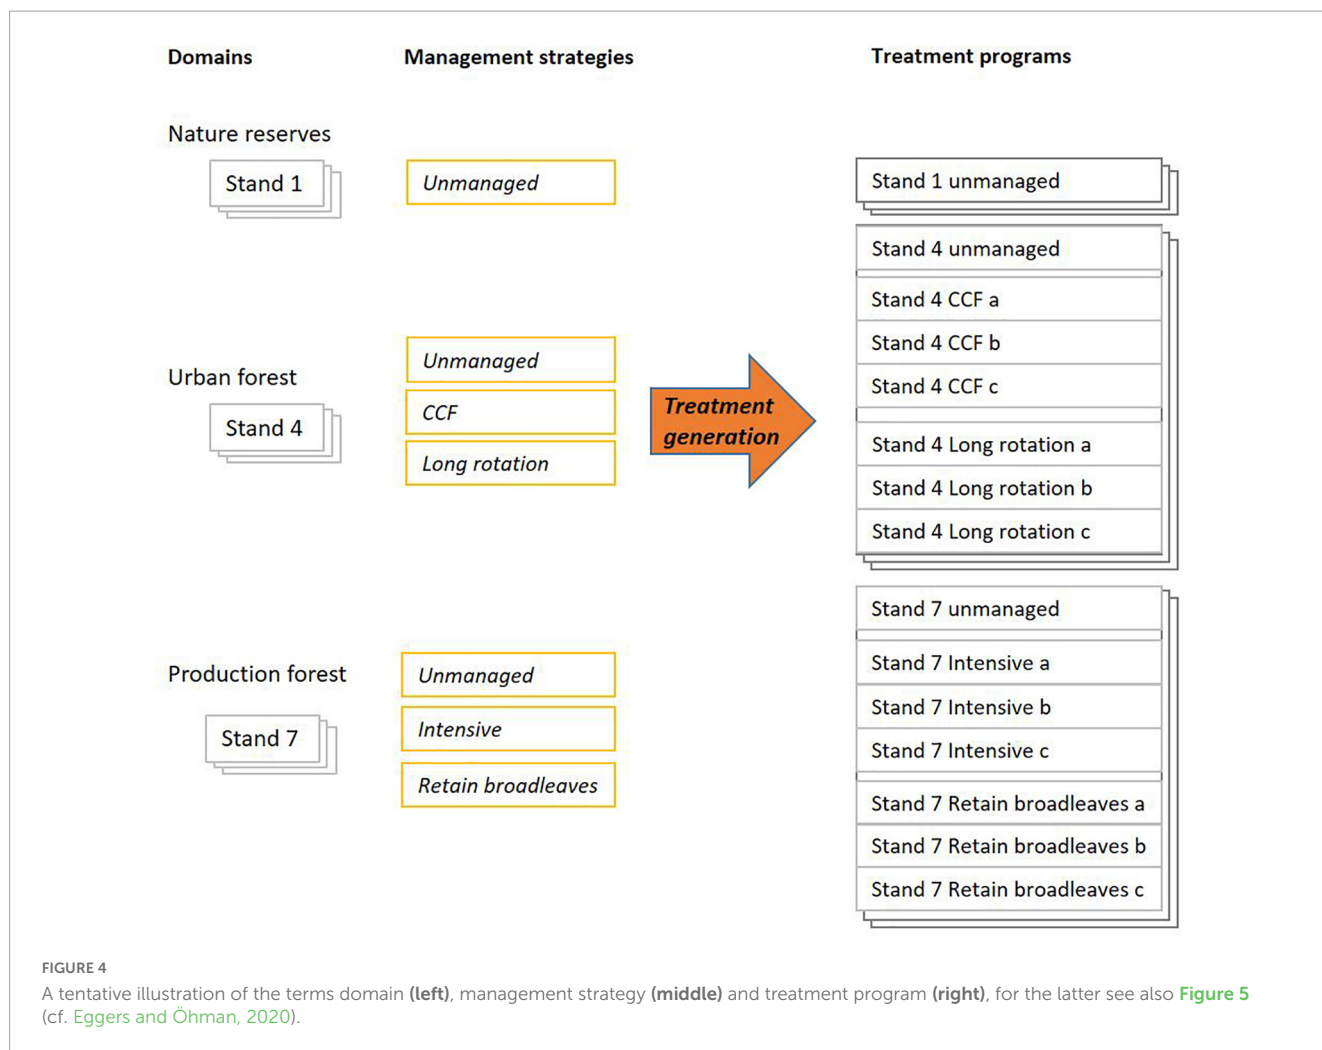 Domains
Management strategies
Treatment programs
Nature reserves
Stand 1
Unmanaged
Stand 1 unmanaged
Stand 4 unmanaged
Stand 4 CCF a
Stand 4 CCF b
Stand 4 CCF c
Urban forest
Stand 4
Unmanaged
CCF
Long rotation
Treatment
generation
Stand 4 Long rotation a
Stand 4 Long rotation b
Stand 4 Long rotation c
Production forest
Stand 7
Unmanaged
Intensive
Retain broadleaves
Stand 7 unmanaged
Stand 7 Intensive a
Stand 7 Intensive b
Stand 7 Intensive c
Stand 7 Retain broadleaves a
Stand 7 Retain broadleaves b
Stand 7 Retain broadleaves c
FIGURE 4
A tentative illustration of the terms domain (left), management strategy (middle) and treatment program (right), for the latter see also Figure 5
(cf. Eggers and Öhman, 2020).